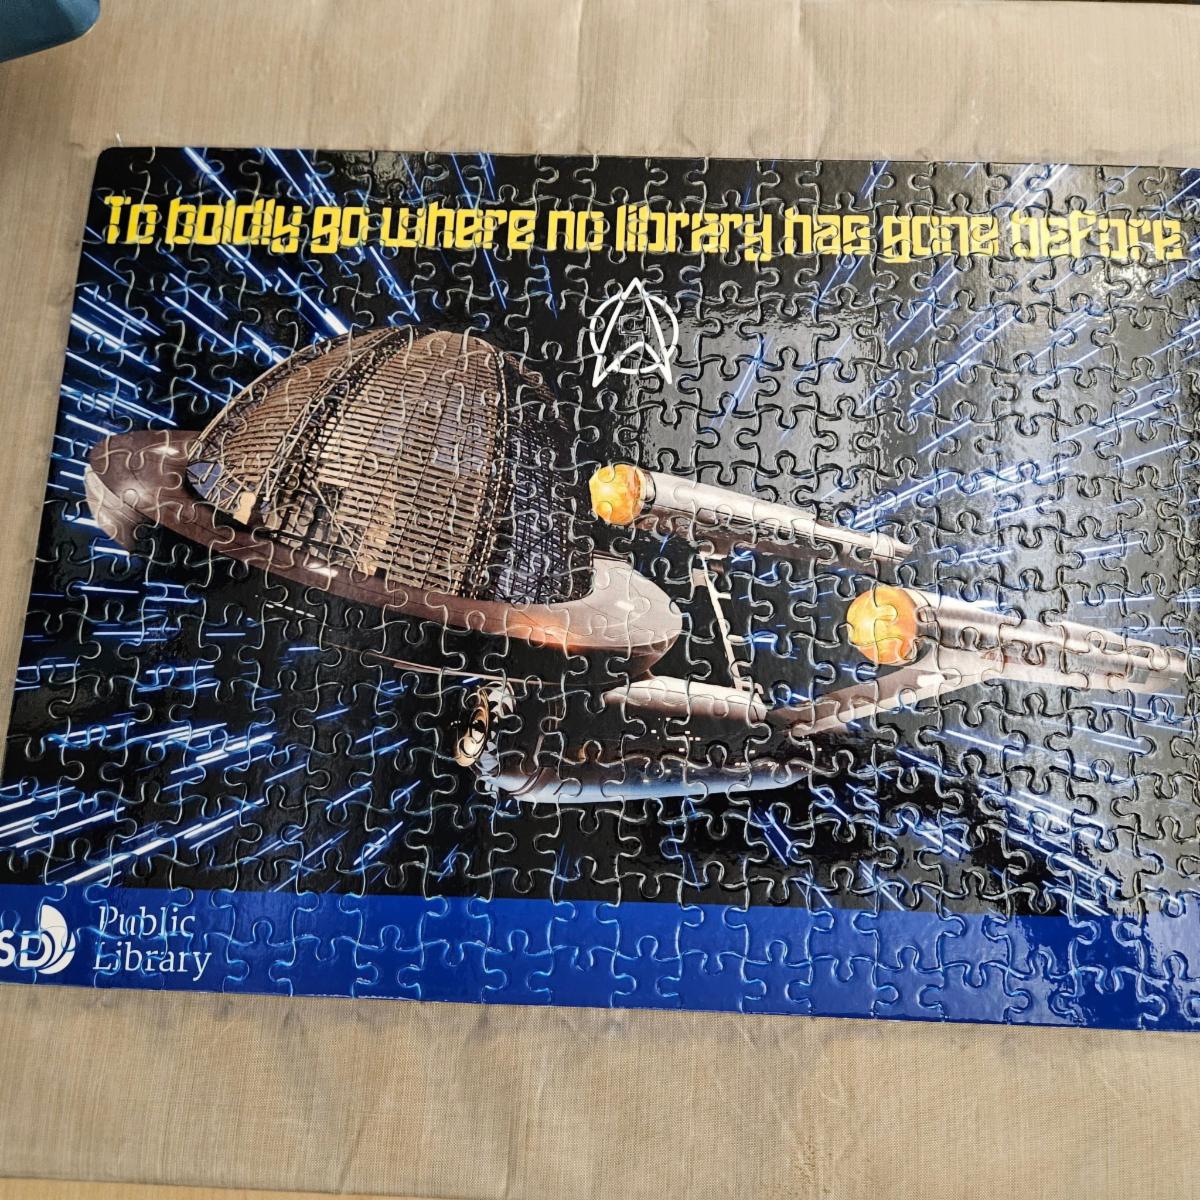 To boldly go where no library has gone before
SD Public
Library